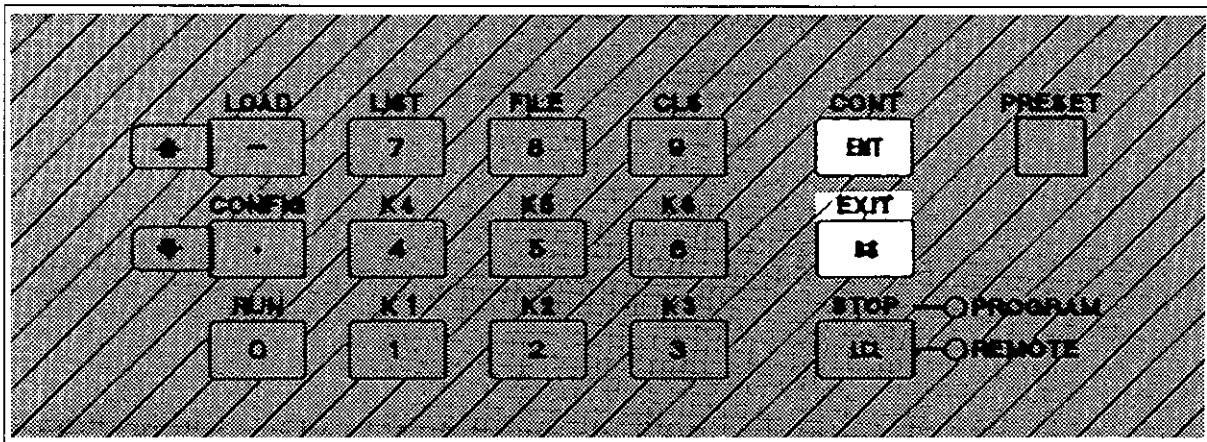 LOAD LIST FILE CLS CONT PRESET
- 7 8 9 ENT
CONFIG K4 K5 K6 EXIT
. 4 5 6
RUN K1 K2 K3 STOP PROGRAM
0 1 2 3 REMOTE